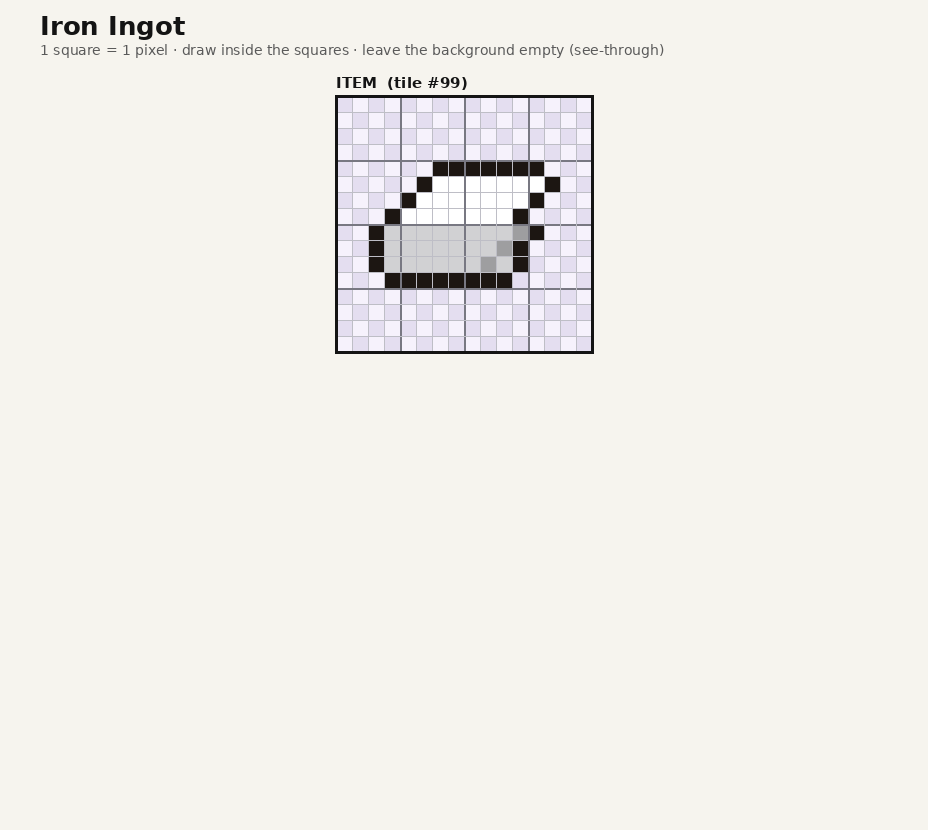 Iron Ingot
1 square = 1 pixel · draw inside the squares · leave the background empty (see-through)
ITEM (tile #99)